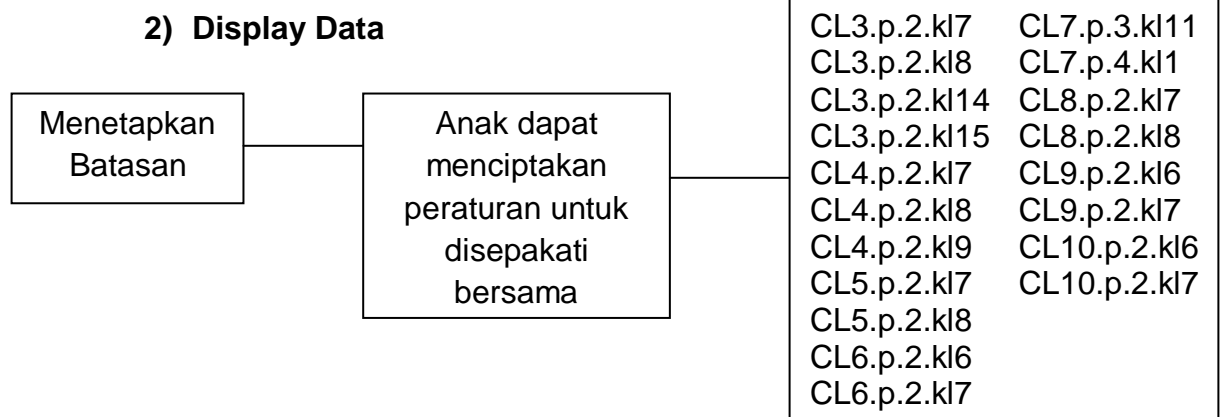 2) Display Data
Menetapkan
Batasan
Anak dapat
menciptakan
peraturan untuk
disepakati
bersama
CL3.p.2.kl7
CL3.p.2.kl8
CL3.p.2.kl14
CL3.p.2.kl15
CL4.p.2.kl7
CL4.p.2.kl8
CL4.p.2.kl9
CL5.p.2.kl7
CL5.p.2.kl8
CL6.p.2.kl6
CL6.p.2.kl7
CL7.p.3.kl11
CL7.p.4.kl1
CL8.p.2.kl7
CL8.p.2.kl8
CL9.p.2.kl6
CL9.p.2.kl7
CL10.p.2.kl6
CL10.p.2.kl7